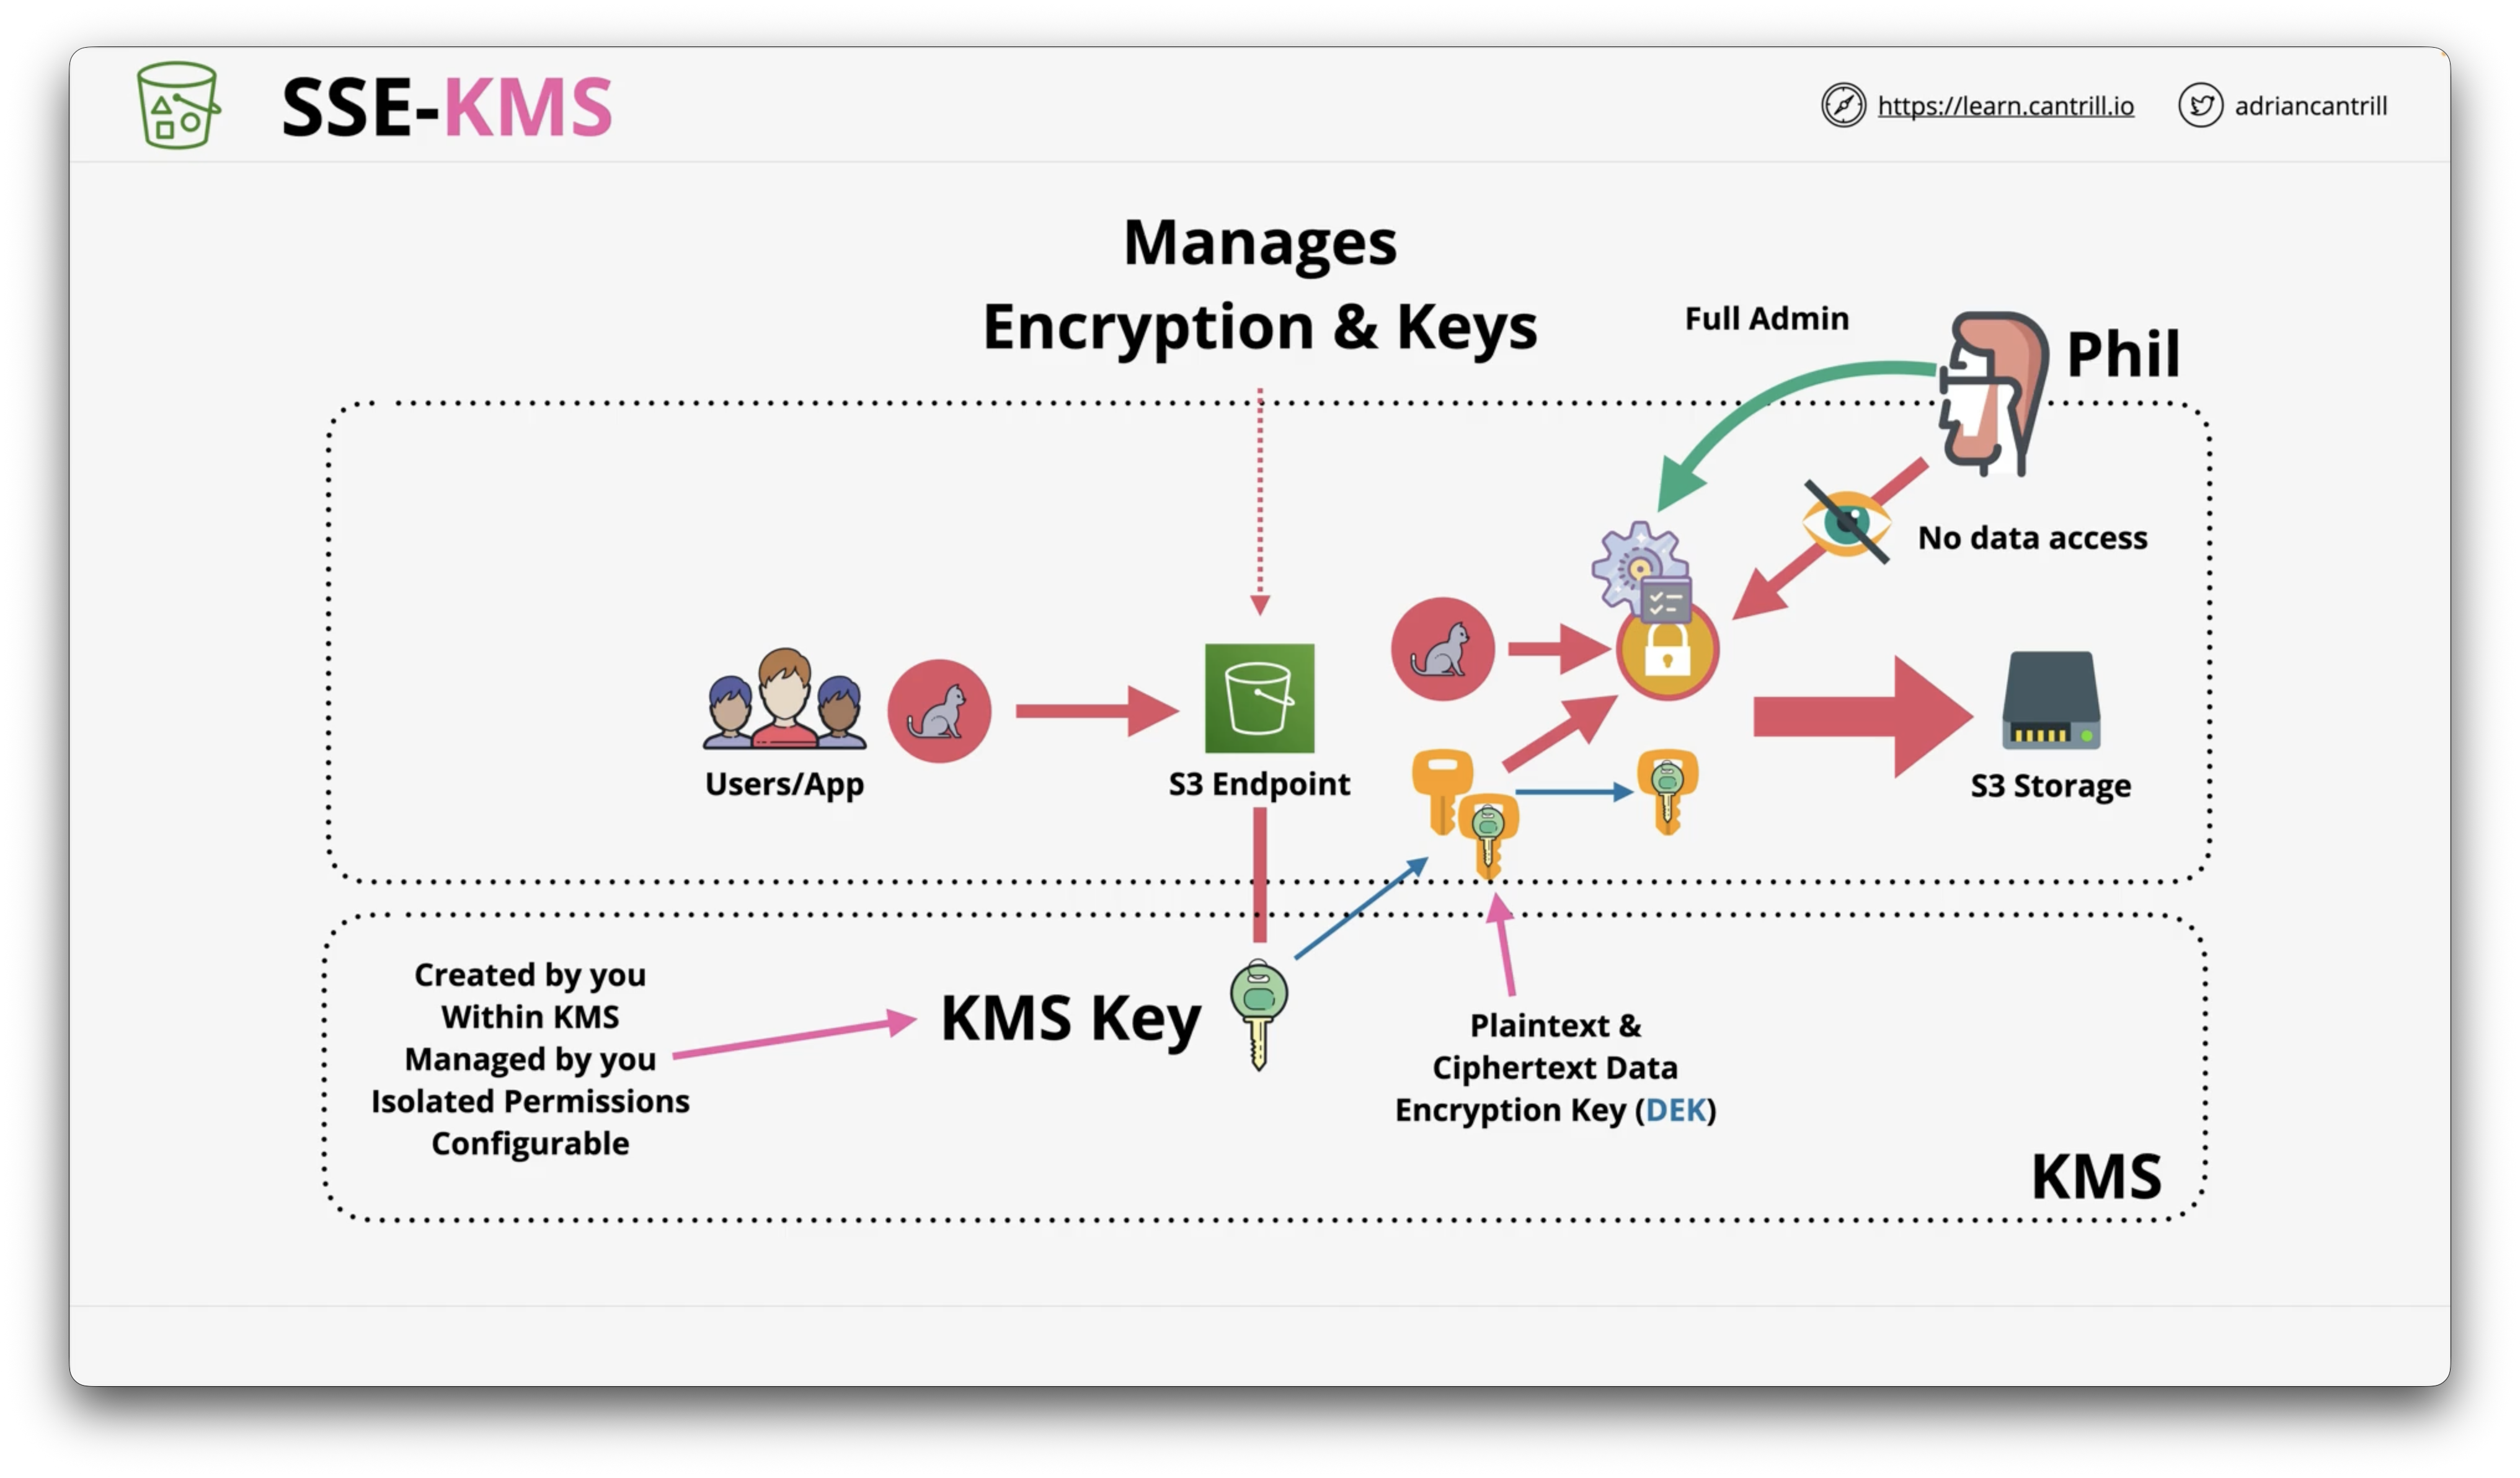 SSE-KMS
https://learn.cantrill.io
adriancantrill
Manages
Encryption & Keys
Full Admin
Phil
No data access
Users/App
S3 Endpoint
S3 Storage
Created by you
Within KMS
Managed by you
Isolated Permissions
Configurable
KMS Key
Plaintext &
Ciphertext Data
Encryption Key (DEK)
KMS